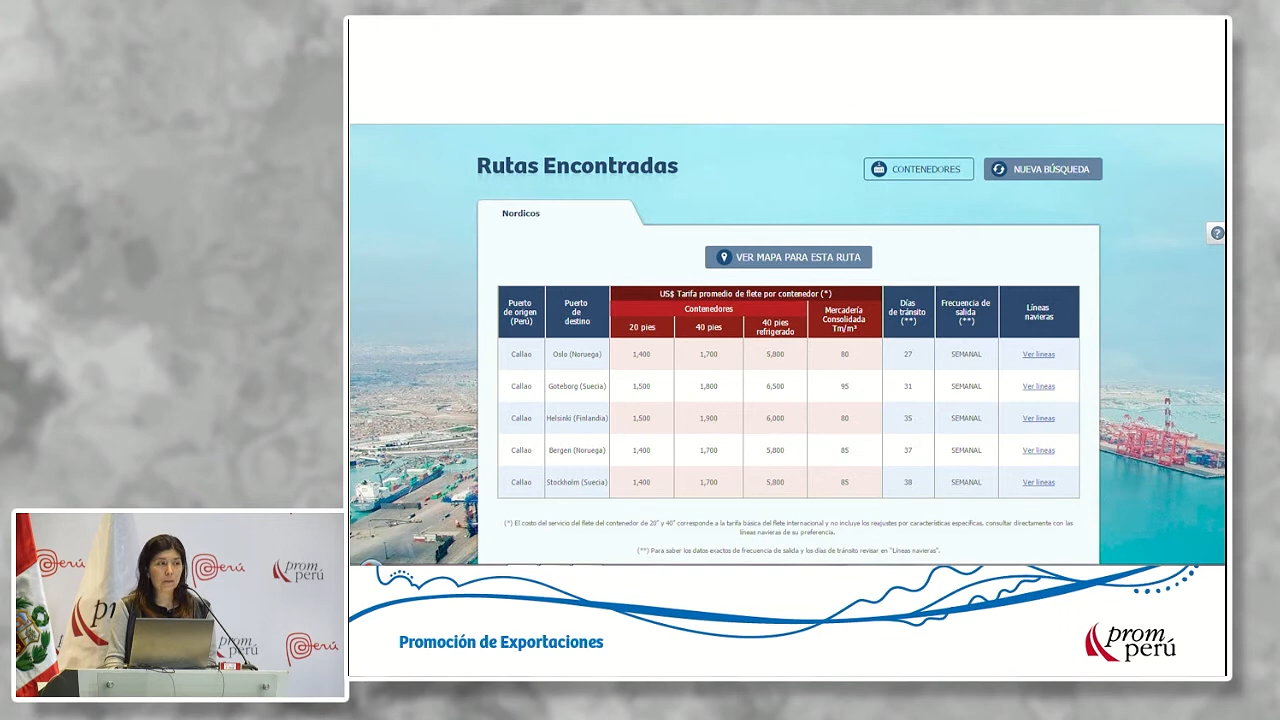 Rutas Encontradas
CONTENEDORES
NUEVA BÚSQUEDA
Nordicos
?
VER MAPA PARA ESTA RUTA
Puerto de origen (Perú)
Puerto de destino
US$ Tarifa promedio de flete por contenedor (*)
Contenedores
20 pies
40 pies
40 pies refrigerado
Mercadería Consolidada Tm/m³
Días de tránsito (**)
Frecuencia de salida (**)
Líneas navieras
Callao Oslo (Noruega) 1,400 1,700 5,800 80 27 SEMANAL Ver lineas
Callao Goteborg (Suecia) 1,500 1,800 6,500 95 31 SEMANAL Ver lineas
Callao Helsinki (Finlandia) 1,500 1,900 6,000 80 35 SEMANAL Ver lineas
Callao Bergen (Noruega) 1,400 1,700 5,800 85 37 SEMANAL Ver lineas
Callao Stockholm (Suecia) 1,400 1,700 5,800 85 38 SEMANAL Ver lineas
(*) El costo del servicio del flete del contenedor de 20" y 40" corresponde a la tarifa básica del flete internacional y no incluye los reajustes por características específicas, consultar directamente con las
líneas navieras de su preferencia.
(**) Para saber los datos exactos de frecuencia de salida y los días de tránsito revisar en "Líneas navieras".
Promoción de Exportaciones
prom
perú
Perú
Perú
prom
perú
prom
perú
Perú